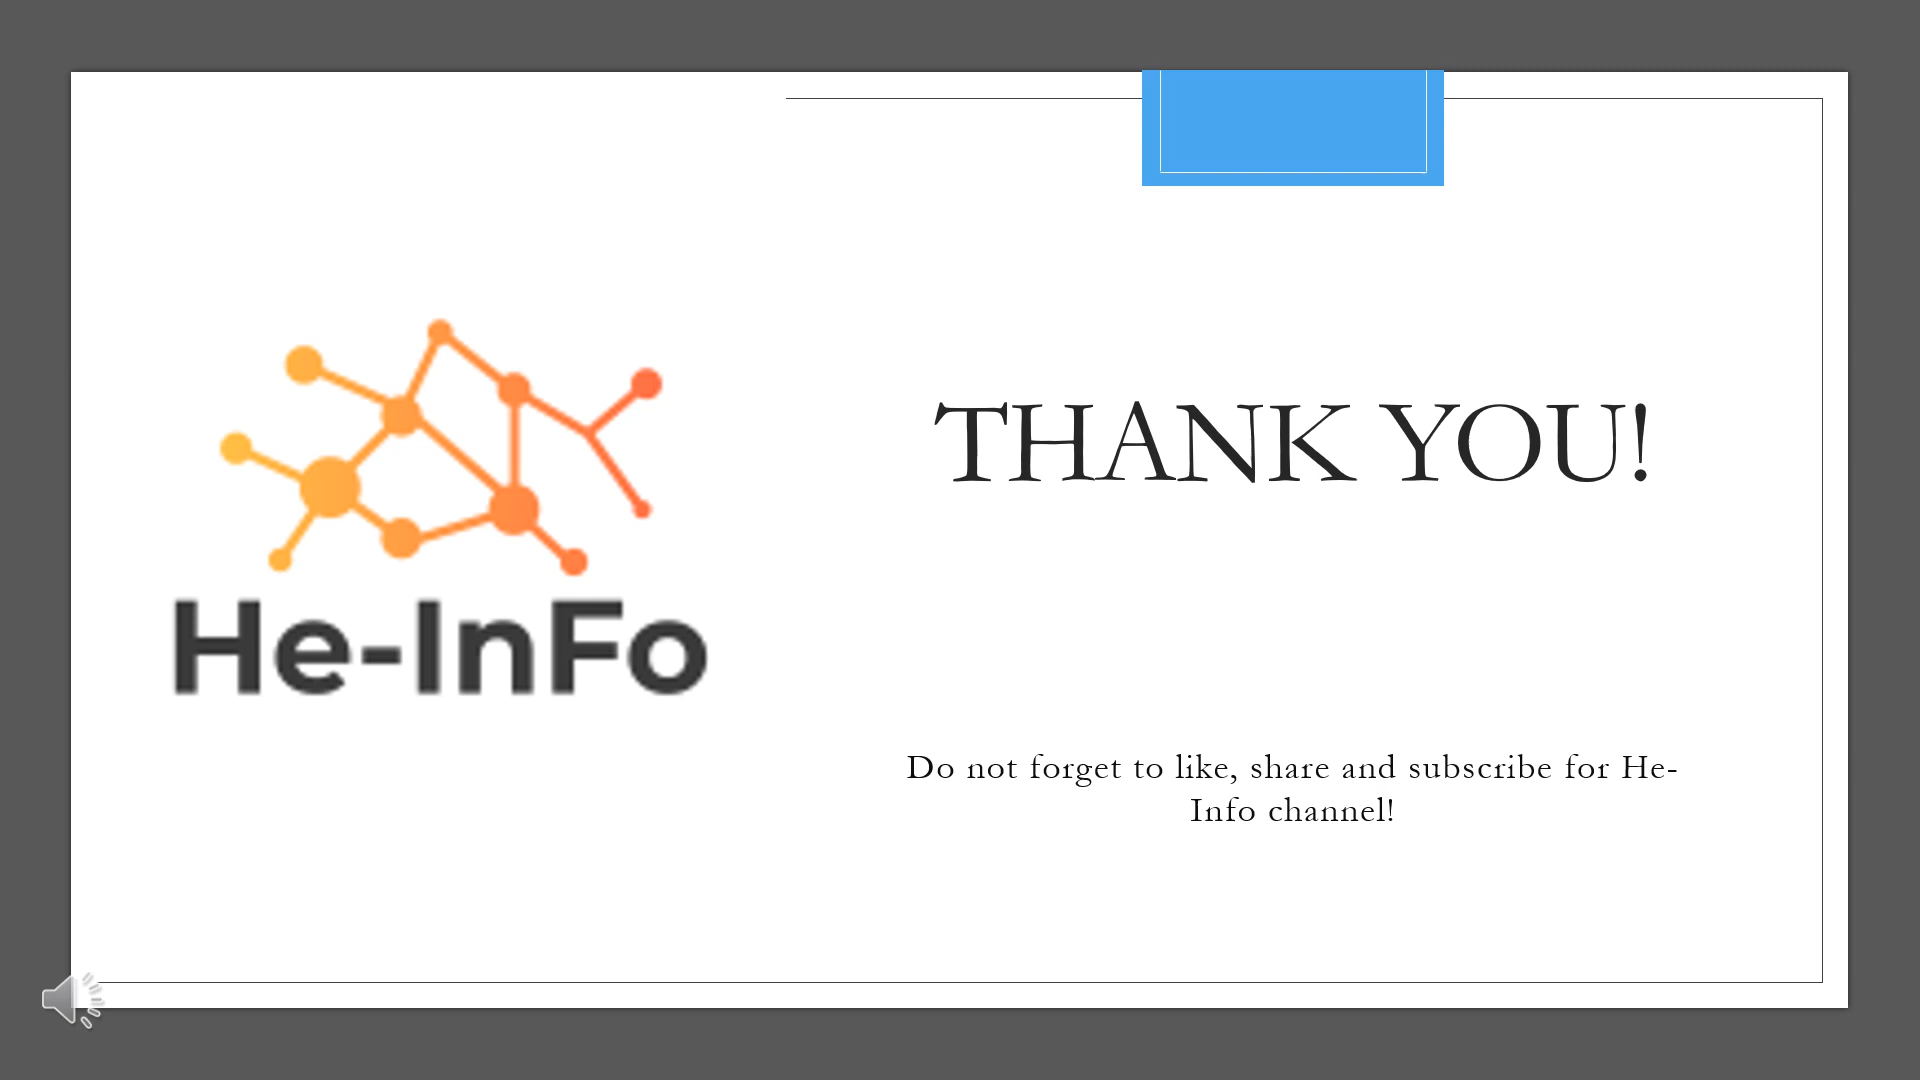 He-InFo
THANK YOU!
Do not forget to like, share and subscribe for He-
Info channel!